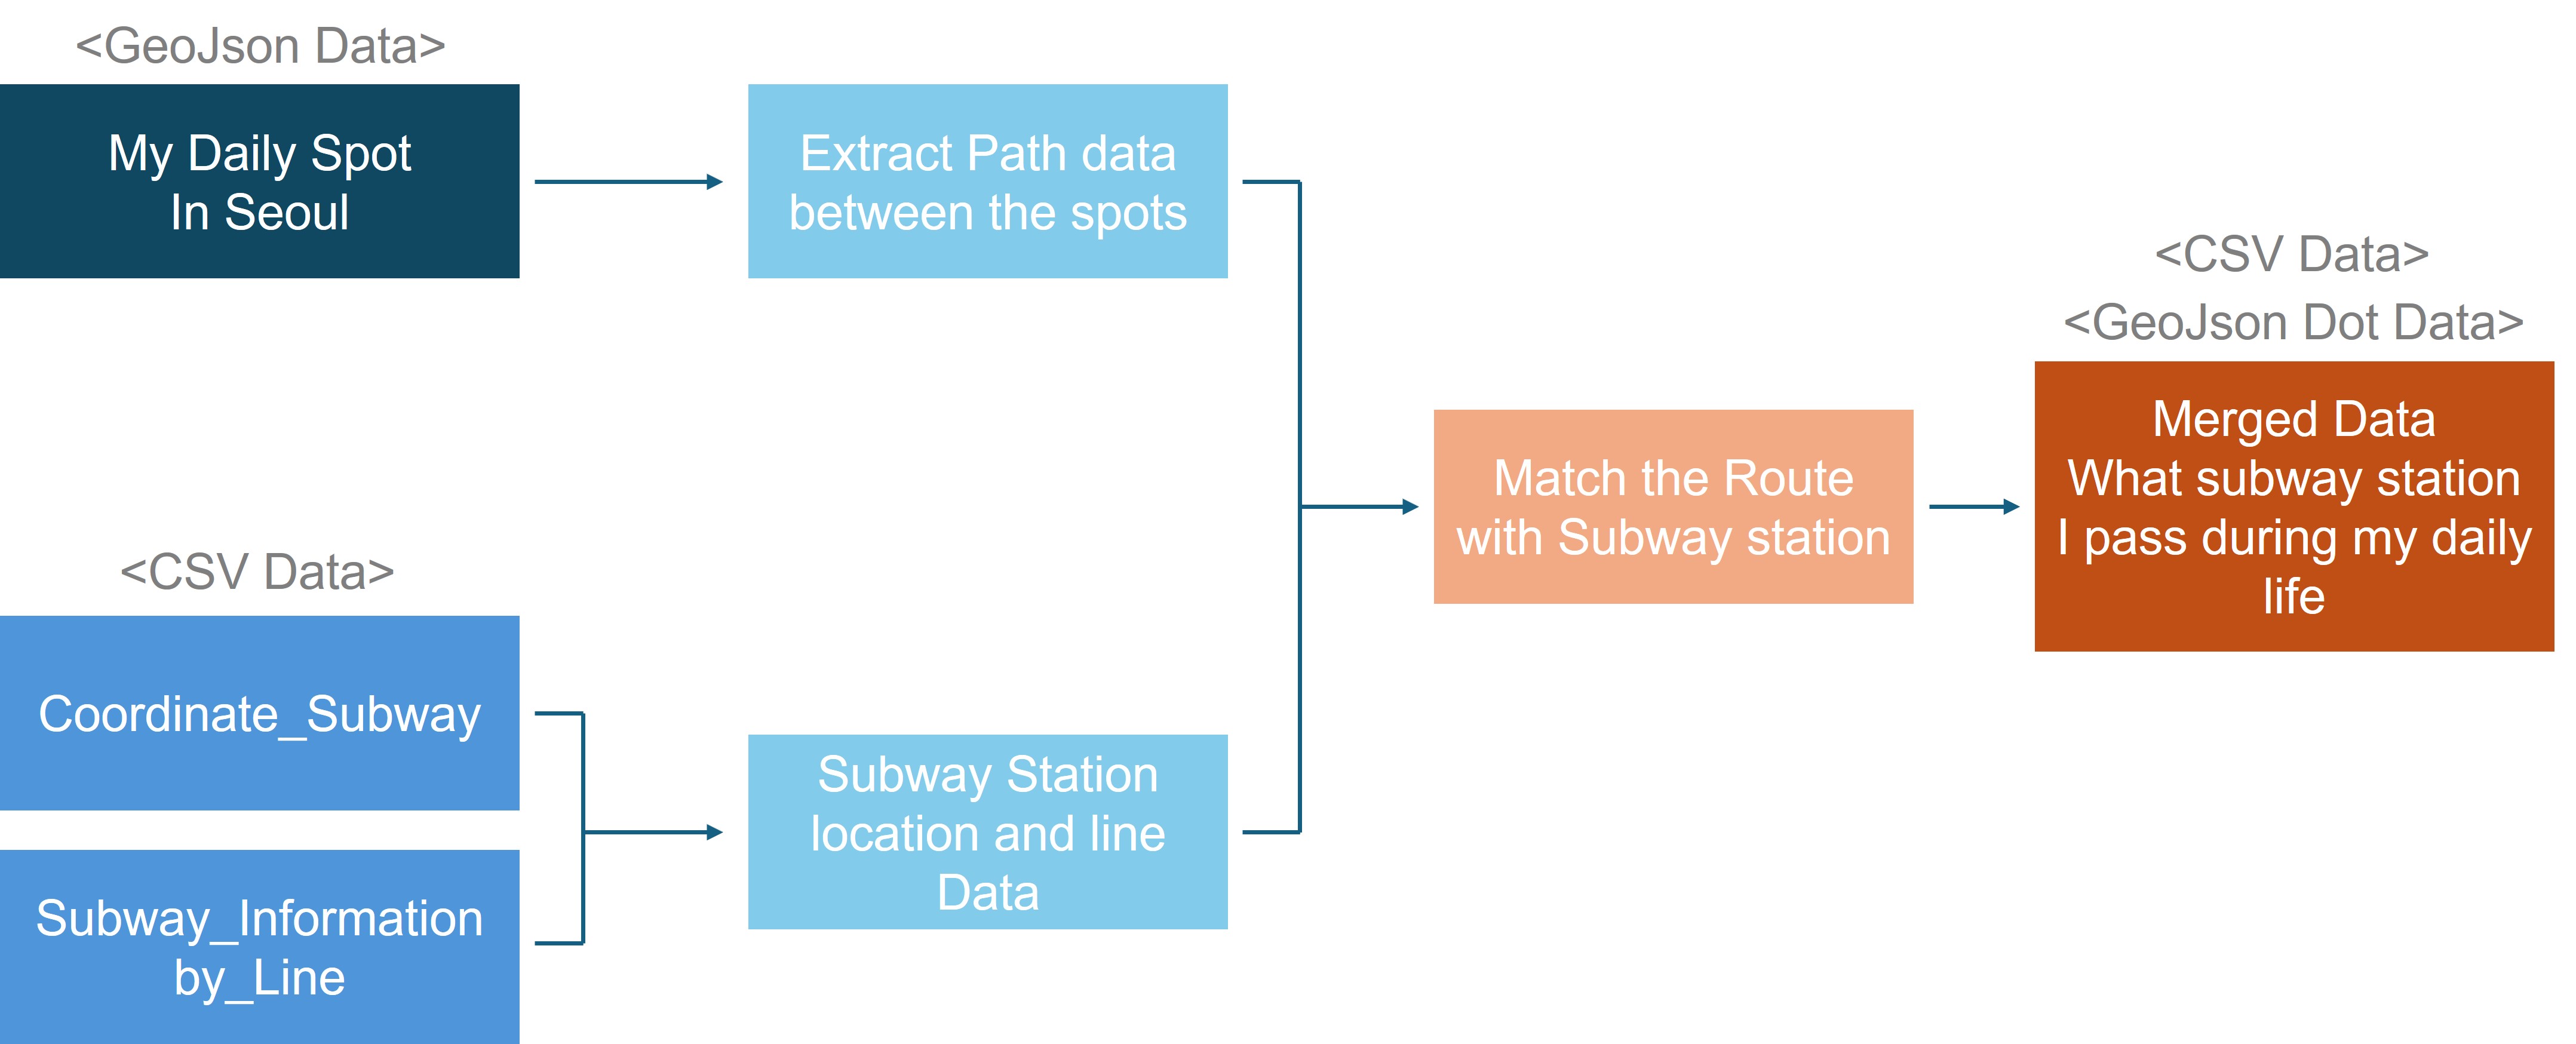 <GeoJson Data>
My Daily Spot
In Seoul
Extract Path data
between the spots
<CSV Data>
Coordinate_Subway
Subway_Information
by_Line
Subway Station
location and line
Data
Match the Route
with Subway station
<CSV Data>
<GeoJson Dot Data>
Merged Data
What subway station
I pass during my daily
life